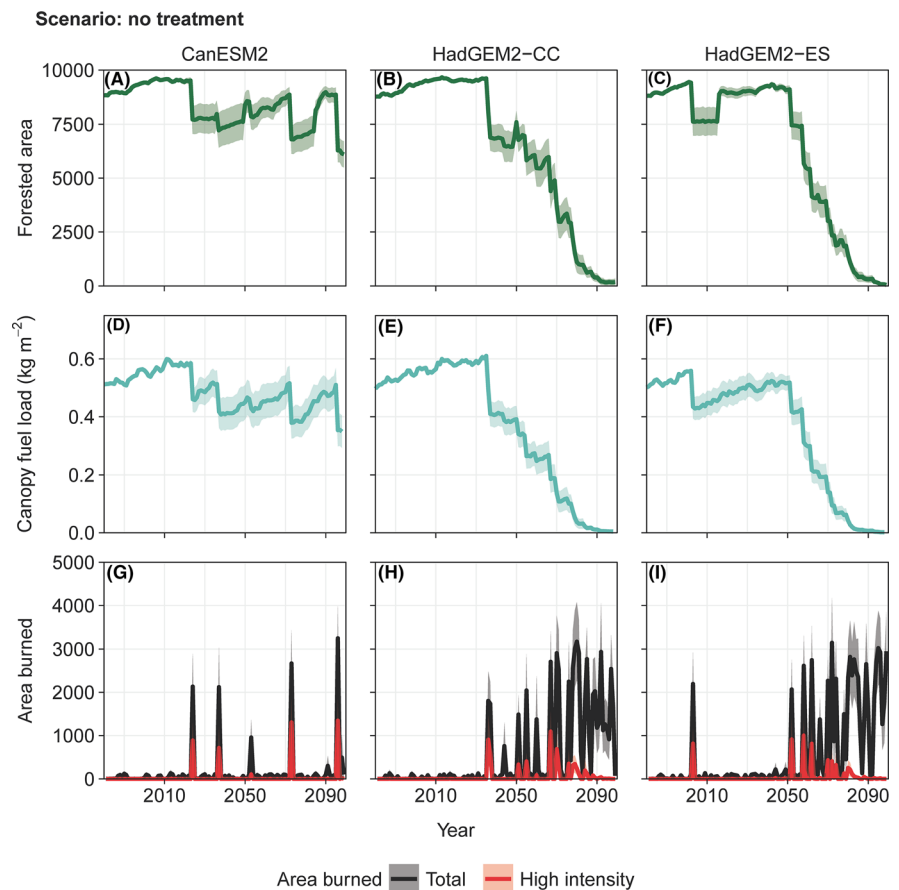 Scenario: no treatment
CanESM2 HadGEM2−CC HadGEM2−ES
Forested area
10000
7500
5000
2500
0
(A) (B) (C)
Canopy fuel load (kg m−2)
0.6
0.4
0.2
0.0
(D) (E) (F)
Area burned
5000
4000
3000
2000
1000
0
(G) (H) (I)
2010 2050 2090 2010 2050 2090 2010 2050 2090
Year
Area burned Total High intensity